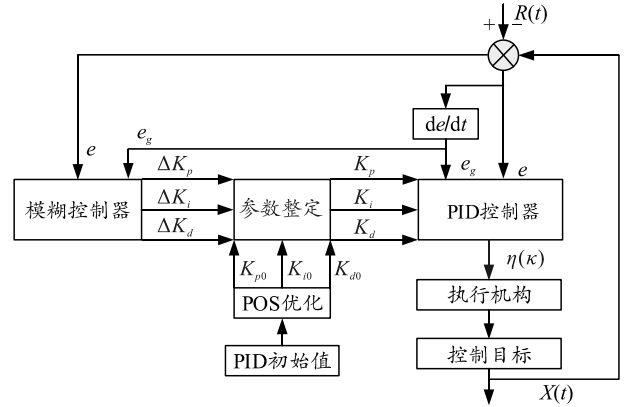 + − R(t)
de/dt
e
e_g
e_g
e
模糊控制器
ΔK_p
ΔK_i
ΔK_d
参数整定
K_p
K_i
K_d
PID控制器
K_p0
K_i0
K_d0
η(κ)
POS优化
执行机构
PID初始值
控制目标
X(t)